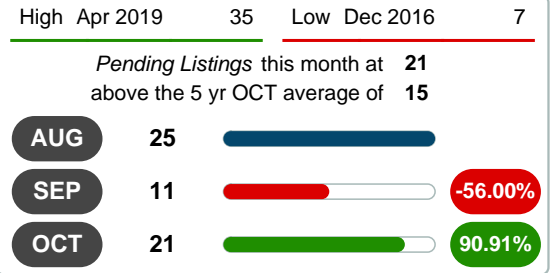 High Apr 2019 35 Low Dec 2016 7
Pending Listings this month at 21
above the 5 yr OCT average of 15
AUG 25
SEP 11 -56.00%
OCT 21 90.91%